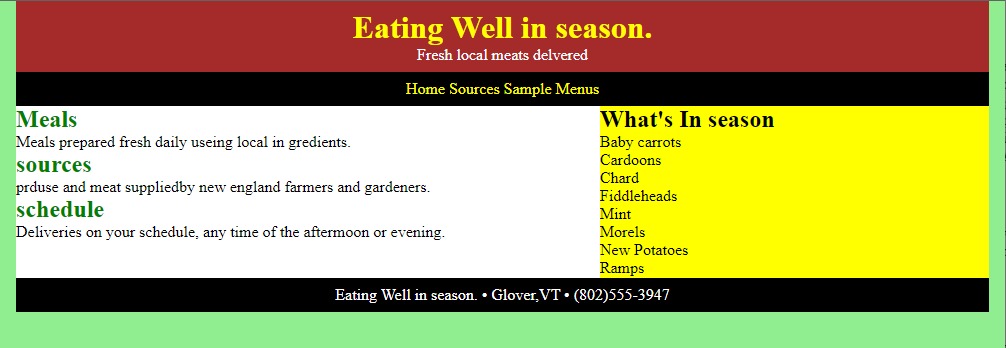 Eating Well in season.
Fresh local meats delvered
Home Sources Sample Menus
Meals
Meals prepared fresh daily useing local in gredients.
sources
prduse and meat suppliedby new england farmers and gardeners.
schedule
Deliveries on your schedule, any time of the aftermoon or evening.
What's In season
Baby carrots
Cardoons
Chard
Fiddleheads
Mint
Morels
New Potatoes
Ramps
Eating Well in season. • Glover,VT • (802)555-3947